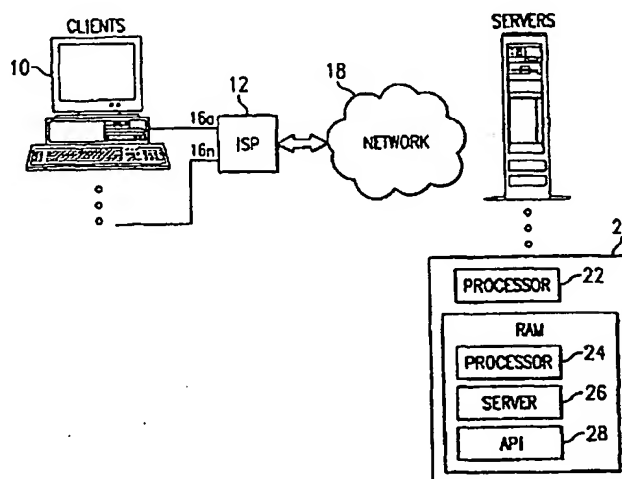 CLIENTS
SERVERS
10
12
18
16a
16n
ISP
NETWORK
2
PROCESSOR
22
RAM
PROCESSOR
24
SERVER
26
API
28